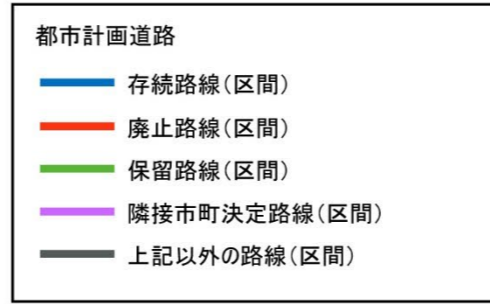 都市計画道路
存続路線(区間)
廃止路線(区間)
保留路線(区間)
隣接市町決定路線(区間)
上記以外の路線(区間)